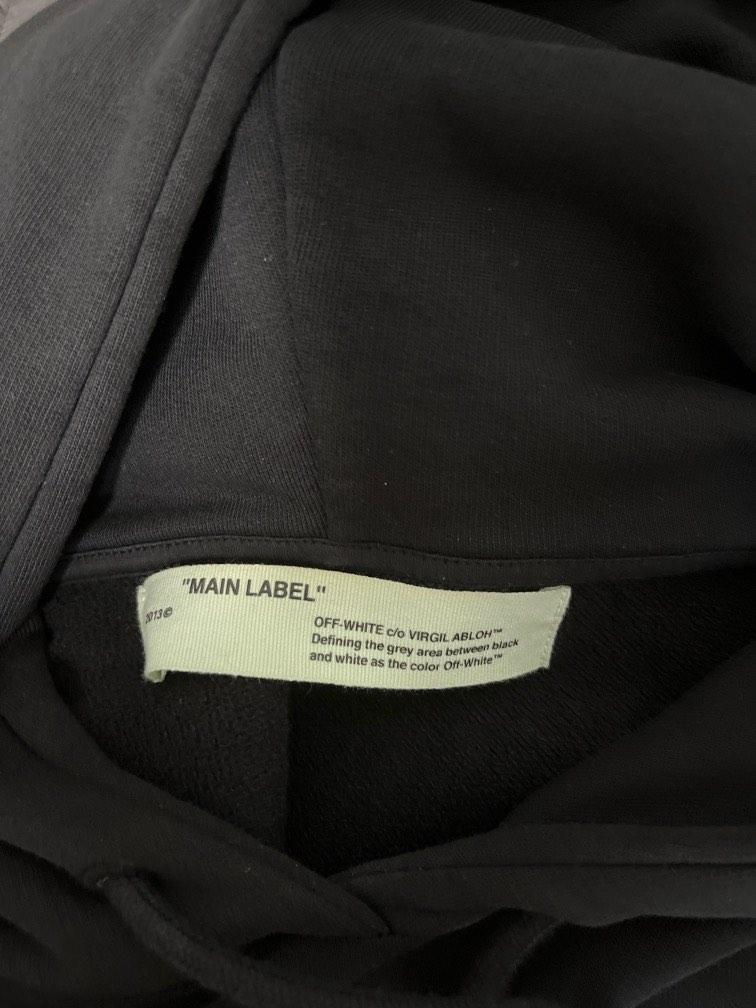 "MAIN LABEL"
2013©
OFF-WHITE c/o VIRGIL ABLOH™
Defining the grey area between black
and white as the color Off-White™